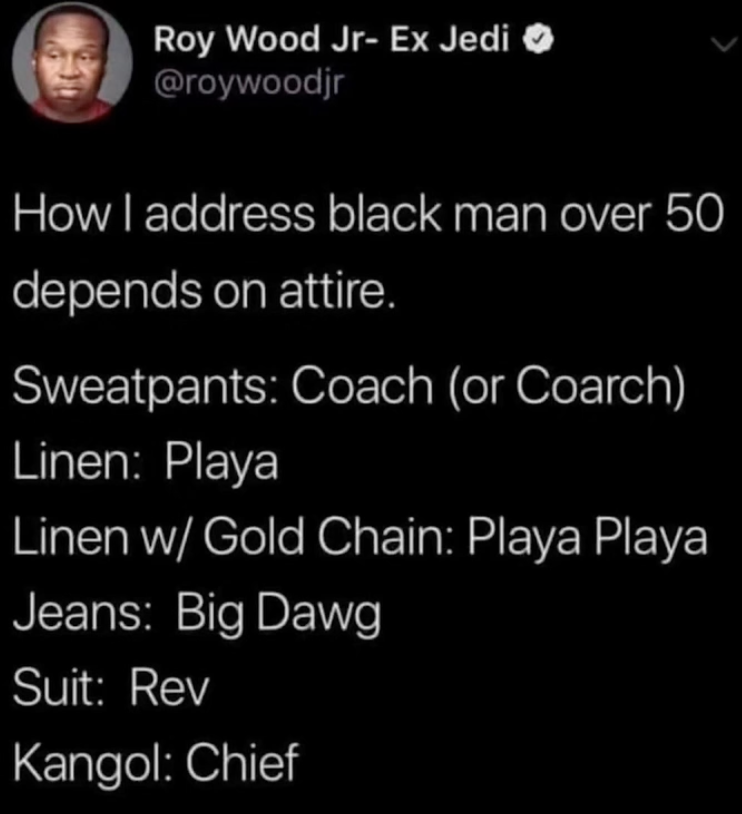 Roy Wood Jr- Ex Jedi
@roywoodjr
How I address black man over 50
depends on attire.
Sweatpants: Coach (or Coarch)
Linen: Playa
Linen w/ Gold Chain: Playa Playa
Jeans: Big Dawg
Suit: Rev
Kangol: Chief